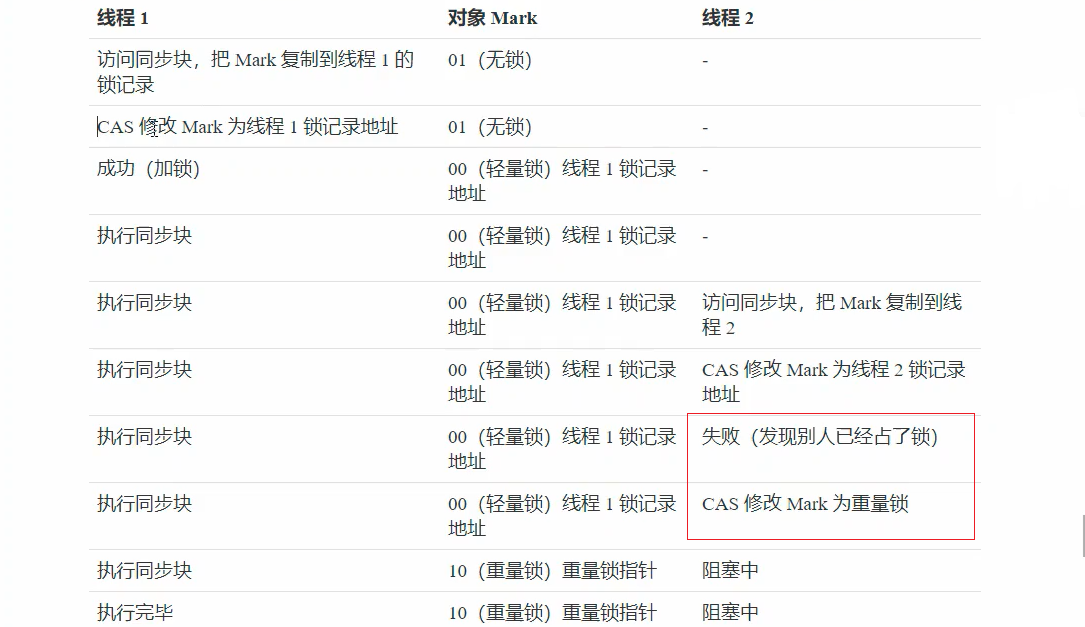 线程 1 对象 Mark 线程 2
访问同步块，把 Mark 复制到线程 1 的 01（无锁） -
锁记录
CAS 修改 Mark 为线程 1 锁记录地址 01（无锁） -
成功（加锁） 00（轻量锁）线程 1 锁记录 -
地址
执行同步块 00（轻量锁）线程 1 锁记录 -
地址
执行同步块 00（轻量锁）线程 1 锁记录 访问同步块，把 Mark 复制到线
地址 程 2
执行同步块 00（轻量锁）线程 1 锁记录 CAS 修改 Mark 为线程 2 锁记录
地址 地址
执行同步块 00（轻量锁）线程 1 锁记录 失败（发现别人已经占了锁）
地址
执行同步块 00（轻量锁）线程 1 锁记录 CAS 修改 Mark 为重量锁
地址
执行同步块 10（重量锁）重量锁指针 阻塞中
执行完毕 10（重量锁）重量锁指针 阻塞中